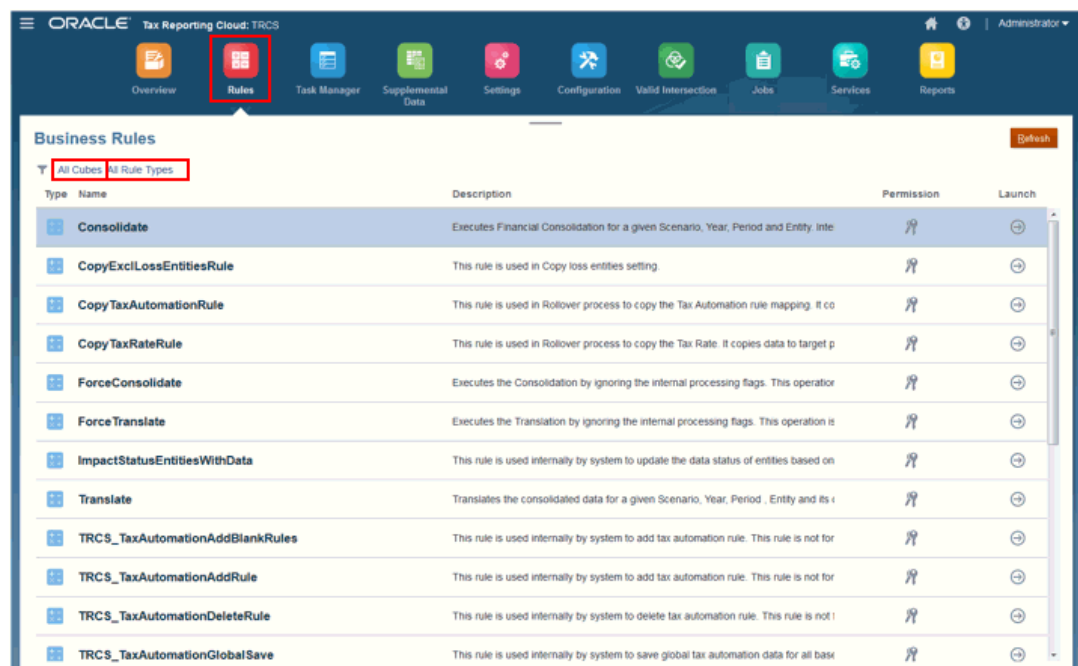 ORACLE Tax Reporting Cloud: TRCS Administrator
Overview Rules Task Manager Supplemental Data Settings Configuration Valid Intersection Jobs Services Reports
Business Rules Refresh
All Cubes All Rule Types
Type Name Description Permission Launch
Consolidate Executes Financial Consolidation for a given Scenario, Year, Period and Entity. Inte
CopyExclLossEntitiesRule This rule is used in Copy loss entities setting.
CopyTaxAutomationRule This rule is used in Rollover process to copy the Tax Automation rule mapping. It co
CopyTaxRateRule This rule is used in Rollover process to copy the Tax Rate. It copies data to target p
ForceConsolidate Executes the Consolidation by ignoring the internal processing flags. This operation
ForceTranslate Executes the Translation by ignoring the internal processing flags. This operation is
ImpactStatusEntitiesWithData This rule is used internally by system to update the data status of entities based on
Translate Translates the consolidated data for a given Scenario, Year, Period , Entity and its
TRCS_TaxAutomationAddBlankRules This rule is used internally by system to add tax automation rule. This rule is not for
TRCS_TaxAutomationAddRule This rule is used internally by system to add tax automation rule. This rule is not for
TRCS_TaxAutomationDeleteRule This rule is used internally by system to delete tax automation rule. This rule is not
TRCS_TaxAutomationGlobalSave This rule is used internally by system to save global tax automation data for all base